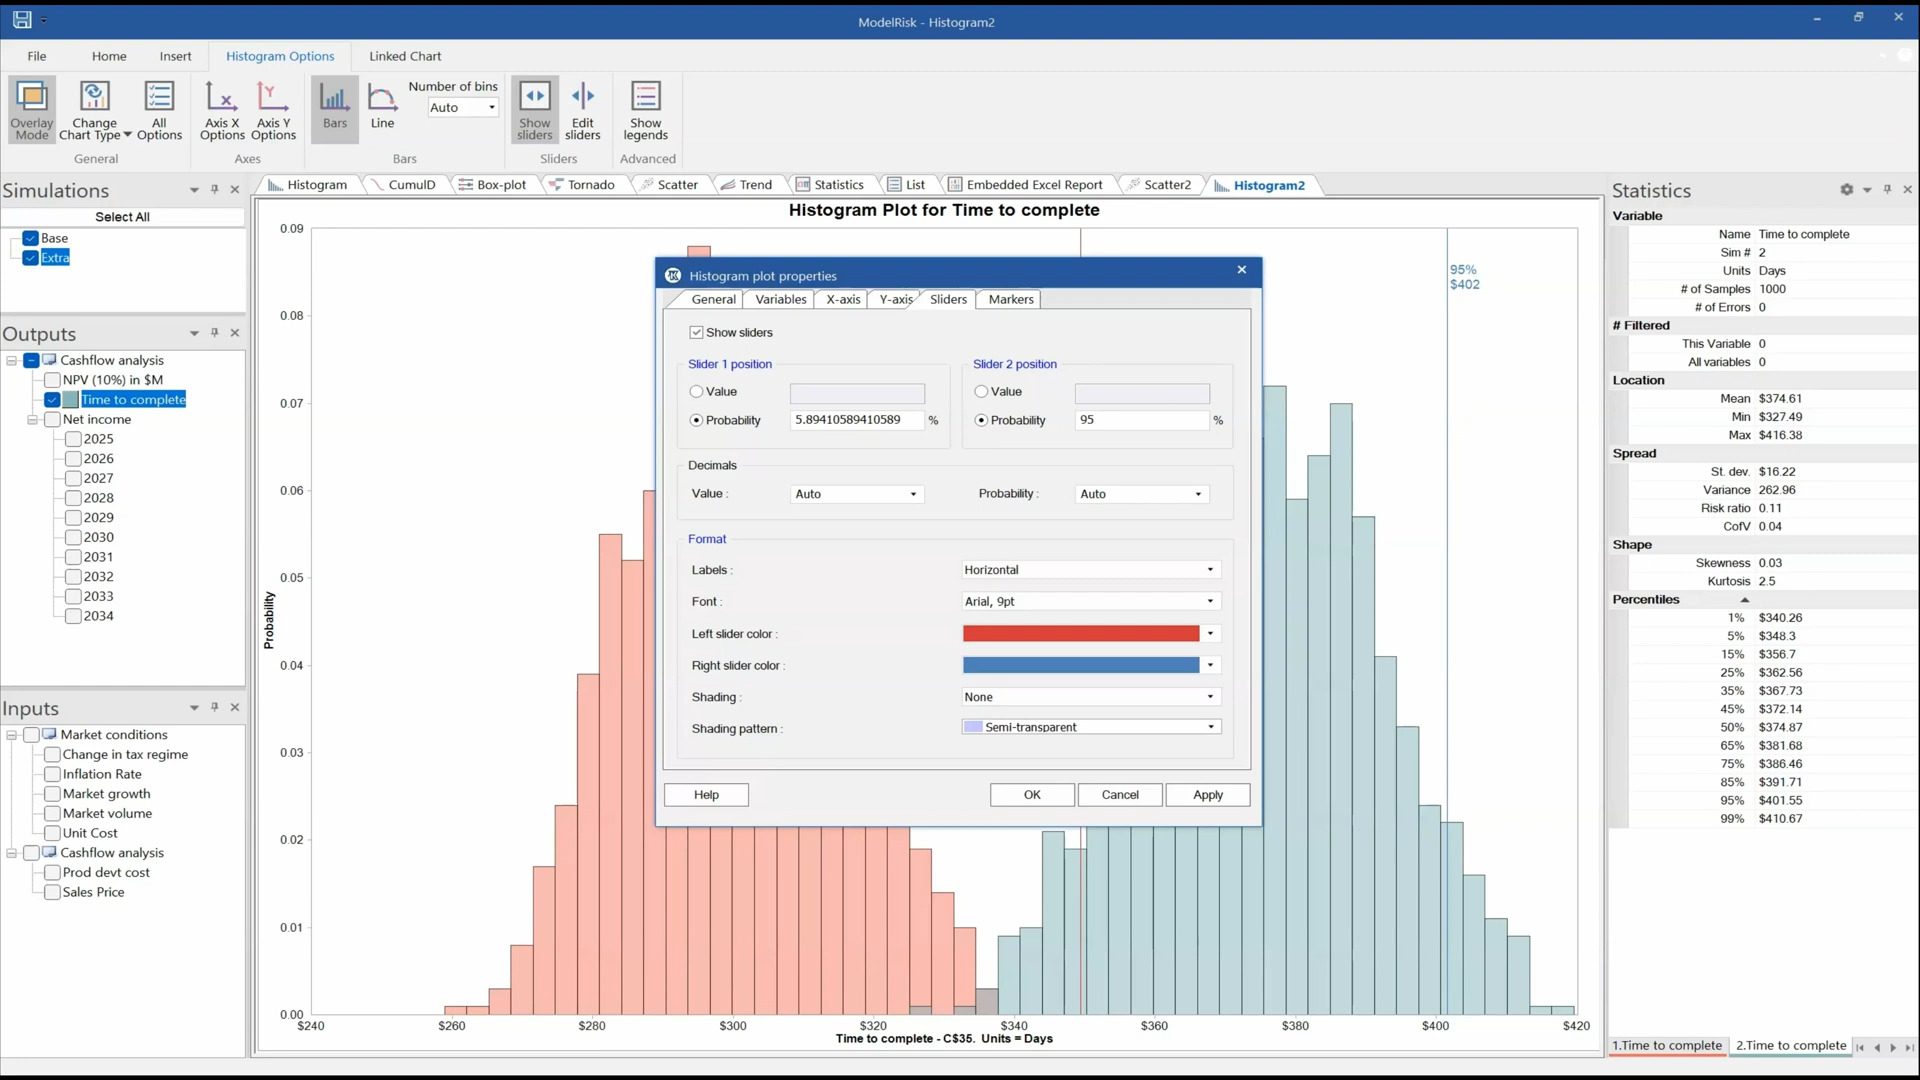 ModelRisk - Histogram2
File Home Insert Histogram Options Linked Chart
Overlay Mode
Change Chart Type
All Options
General
Axis X Options
Axis Y Options
Axes
Bars
Line
Number of bins
Auto
Bars
Show sliders
Edit sliders
Sliders
Show legends
Advanced
Simulations
Select All
Base
Extra
Outputs
Cashflow analysis
NPV (10%) in $M
Time to complete
Net income
2025
2026
2027
2028
2029
2030
2031
2032
2033
2034
Inputs
Market conditions
Change in tax regime
Inflation Rate
Market growth
Market volume
Unit Cost
Cashflow analysis
Prod devt cost
Sales Price
Histogram CumulD Box-plot Tornado Scatter Trend Statistics List Embedded Excel Report Scatter2 Histogram2
Histogram Plot for Time to complete
0.09
0.08
0.07
0.06
0.05
0.04
0.03
0.02
0.01
0.00
Probability
95%
$402
$240 $260 $280 $300 $320 $340 $360 $380 $400 $420
Time to complete - C$35. Units = Days
Histogram plot properties
General Variables X-axis Y-axis Sliders Markers
Show sliders
Slider 1 position
Value
Probability 5.89410589410589 %
Slider 2 position
Value
Probability 95 %
Decimals
Value : Auto Probability : Auto
Format
Labels : Horizontal
Font : Arial, 9pt
Left slider color :
Right slider color :
Shading : None
Shading pattern : Semi-transparent
Help OK Cancel Apply
Statistics
Variable
Name Time to complete
Sim # 2
Units Days
# of Samples 1000
# of Errors 0
# Filtered
This Variable 0
All variables 0
Location
Mean $374.61
Min $327.49
Max $416.38
Spread
St. dev. $16.22
Variance 262.96
Risk ratio 0.11
CofV 0.04
Shape
Skewness 0.03
Kurtosis 2.5
Percentiles
1% $340.26
5% $348.3
15% $356.7
25% $362.56
35% $367.73
45% $372.14
50% $374.87
65% $381.68
75% $386.46
85% $391.71
95% $401.55
99% $410.67
1.Time to complete 2.Time to complete